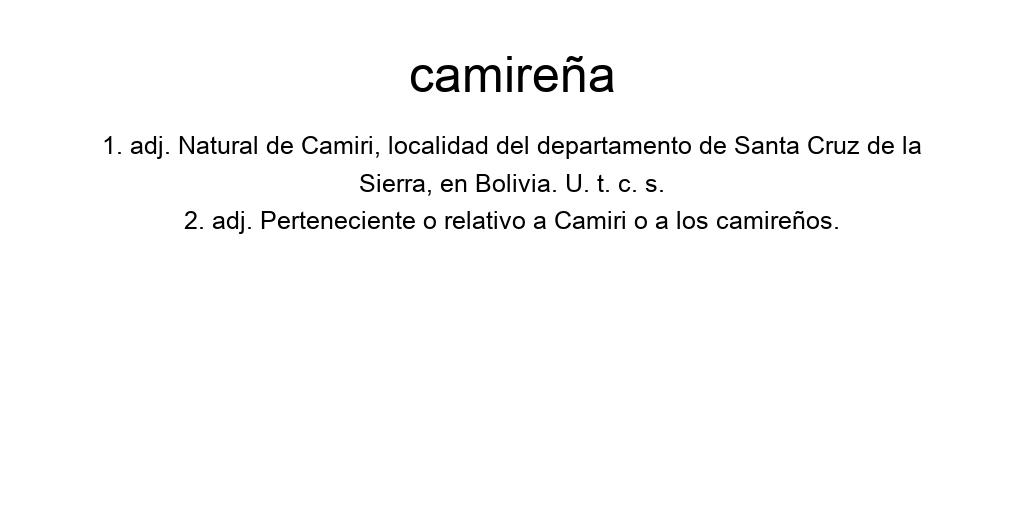 camireña
1. adj. Natural de Camiri, localidad del departamento de Santa Cruz de la
Sierra, en Bolivia. U. t. c. s.
2. adj. Perteneciente o relativo a Camiri o a los camireños.